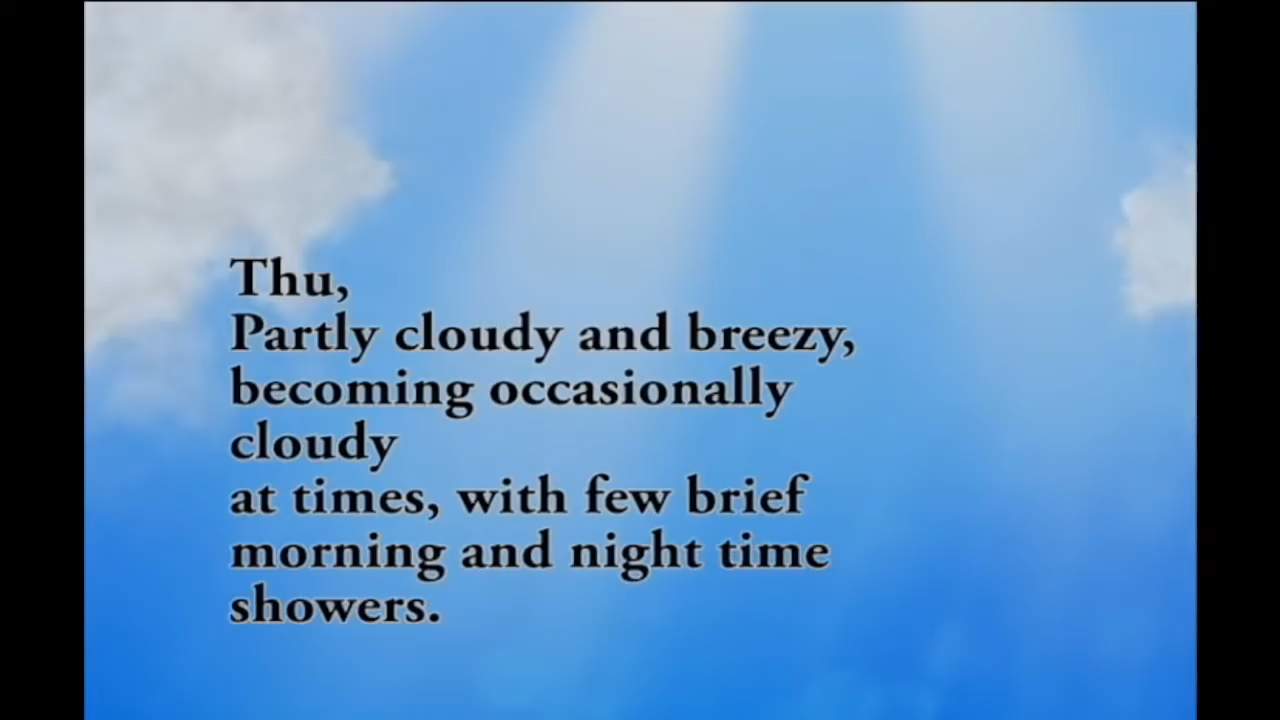 Thu,
Partly cloudy and breezy,
becoming occasionally
cloudy
at times, with few brief
morning and night time
showers.